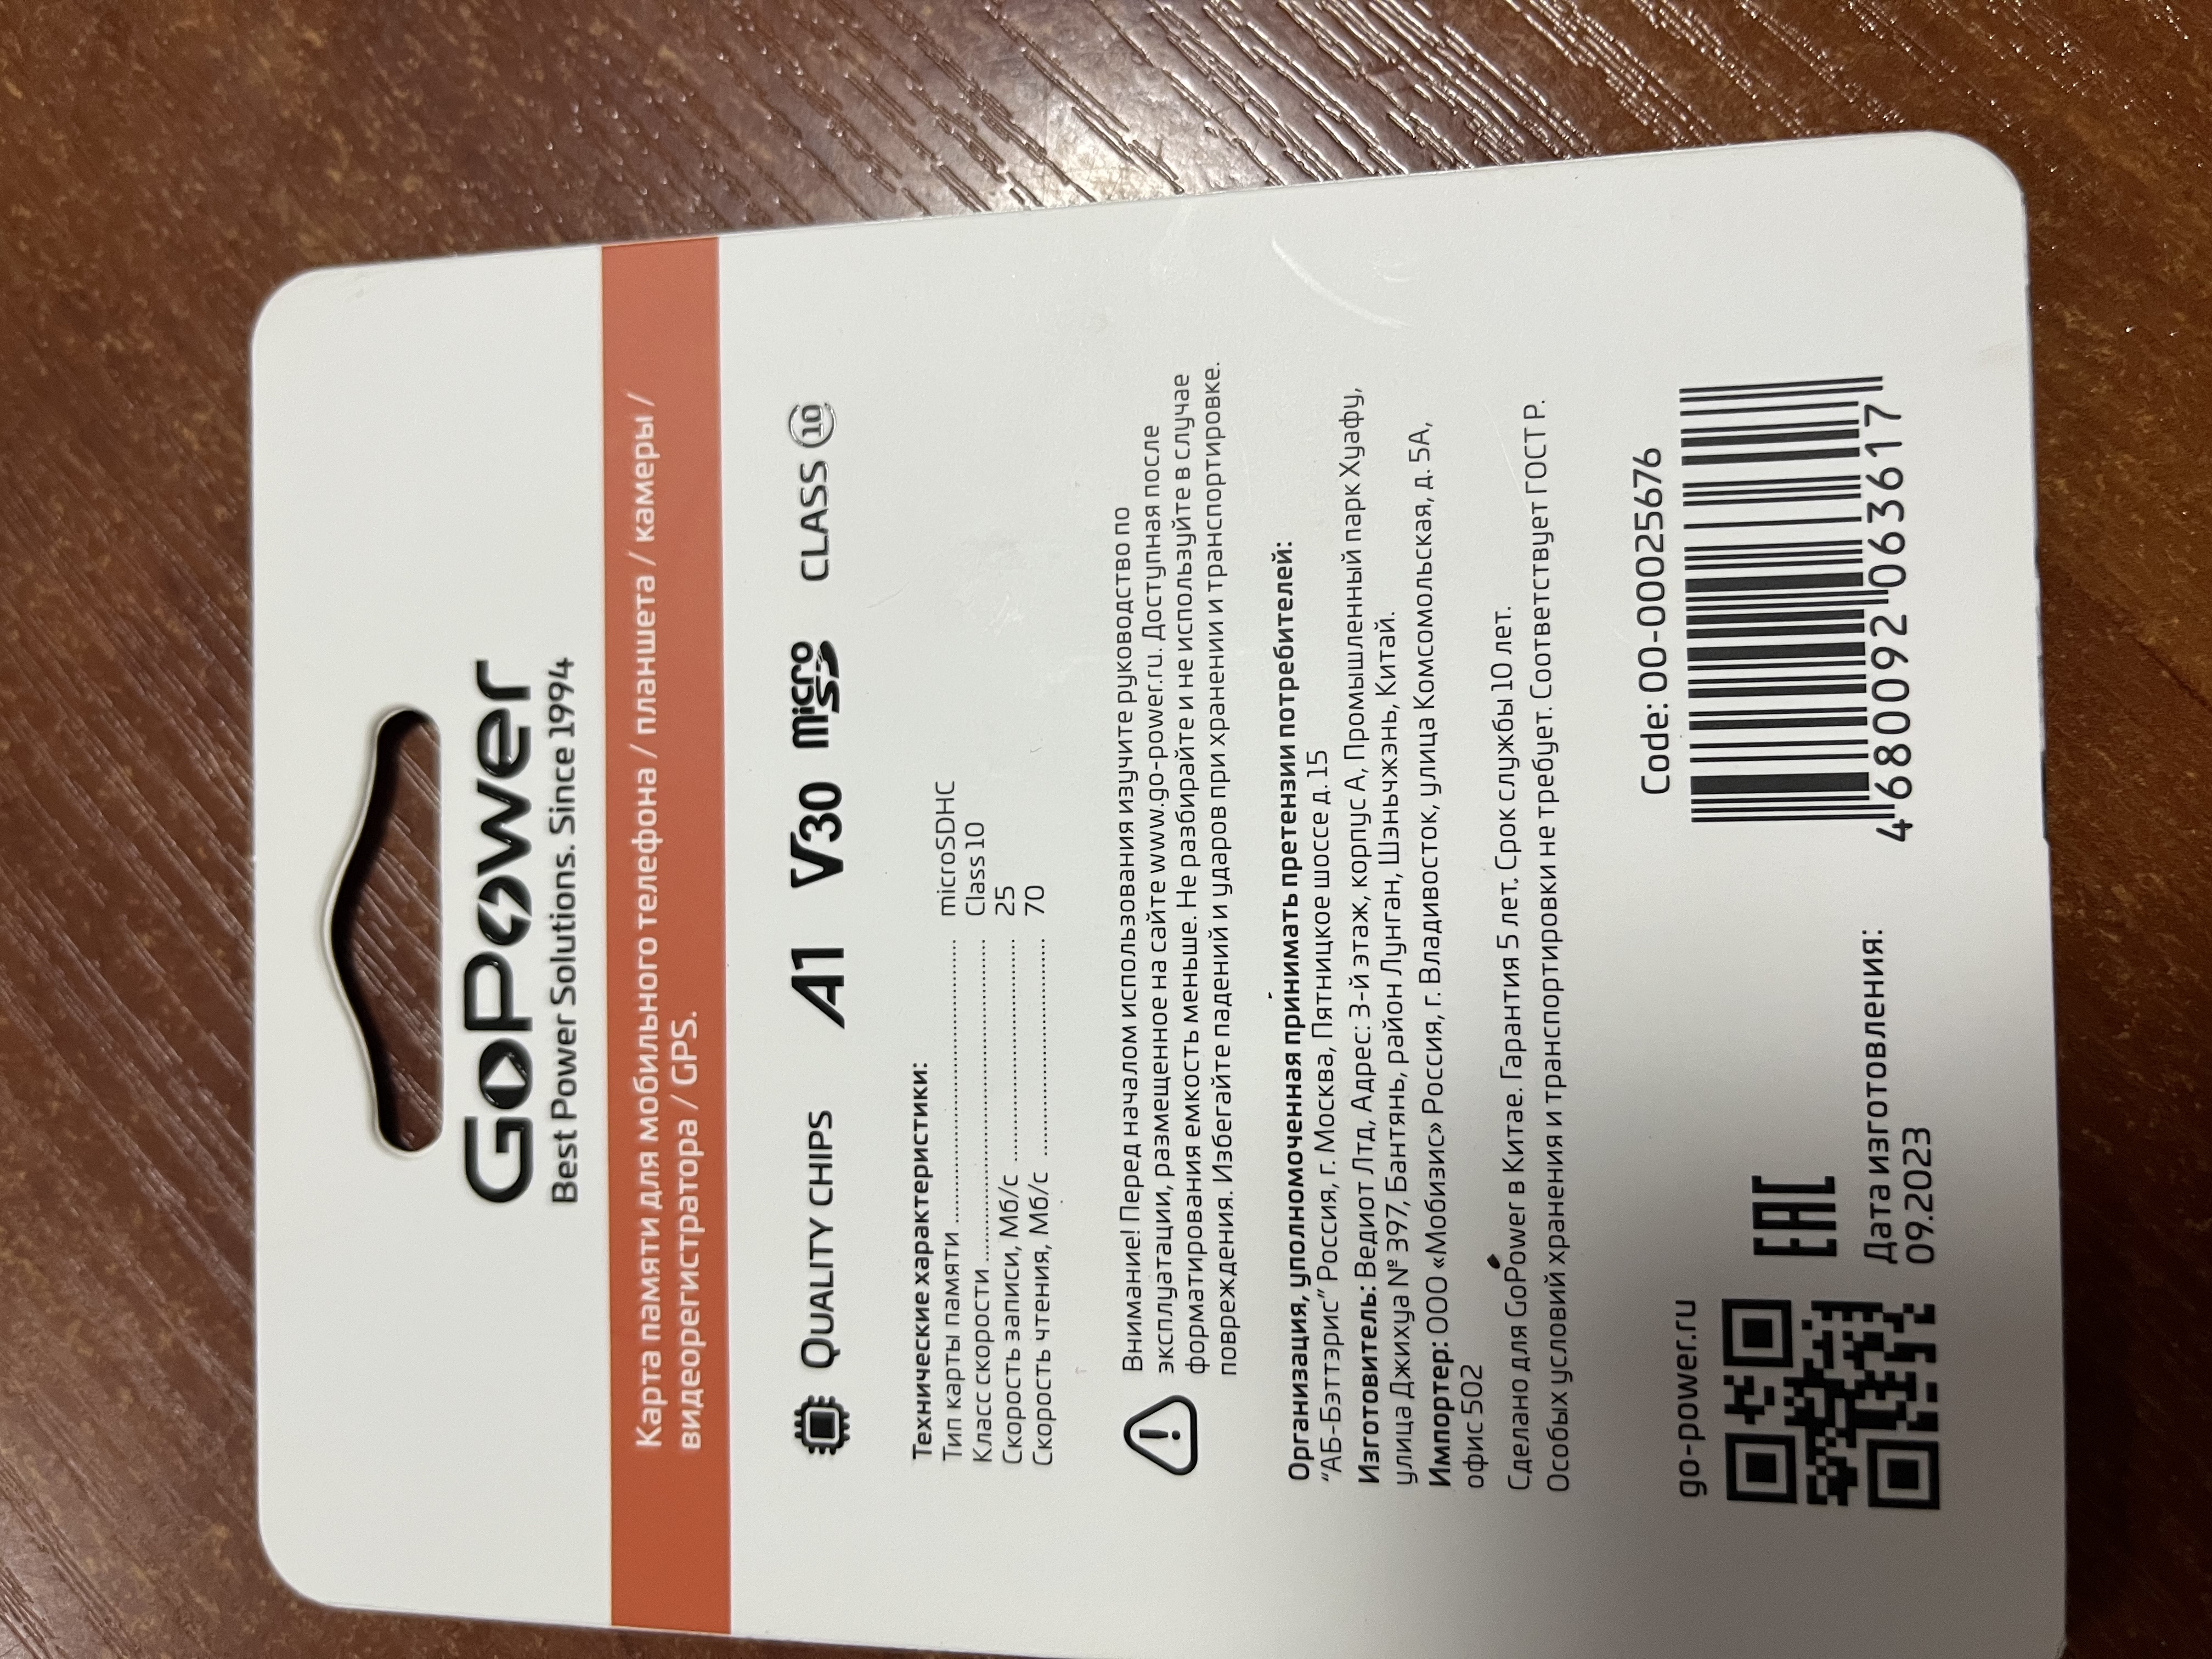 GoPower
Best Power Solutions. Since 1994
Карта памяти для мобильного телефона / планшета / камеры /
видеорегистратора / GPS.
QUALITY CHIPS A1 V30 micro SD CLASS 10
Технические характеристики:
Тип карты памяти ........ microSDHC
Класс скорости ........ Class 10
Скорость записи, Мб/с ........ 25
Скорость чтения, Мб/с ........ 70
Внимание! Перед началом использования изучите руководство по
эксплуатации, размещенное на сайте www.go-power.ru. Доступная после
форматирования емкость меньше. Не разбирайте и не используйте в случае
повреждения. Избегайте падений и ударов при хранении и транспортировке.
Организация, уполномоченная принимать претензии потребителей:
"АБ-Бэттэрис" Россия, г. Москва, Пятницкое шоссе д. 15
Изготовитель: Ведиот Лтд, Адрес: 3-й этаж, корпус А, Промышленный парк Хуафу,
улица Джихуа № 397, Бантянь, район Лунган, Шэньчжэнь, Китай.
Импортер: ООО «Мобизис» Россия, г. Владивосток, улица Комсомольская, д. 5А,
офис 502
Сделано для GoPower в Китае. Гарантия 5 лет. Срок службы 10 лет.
Особых условий хранения и транспортировки не требует. Соответствует ГОСТ Р.
go-power.ru
EAC
Дата изготовления:
09.2023
Code: 00-00025676
4 680092 063617